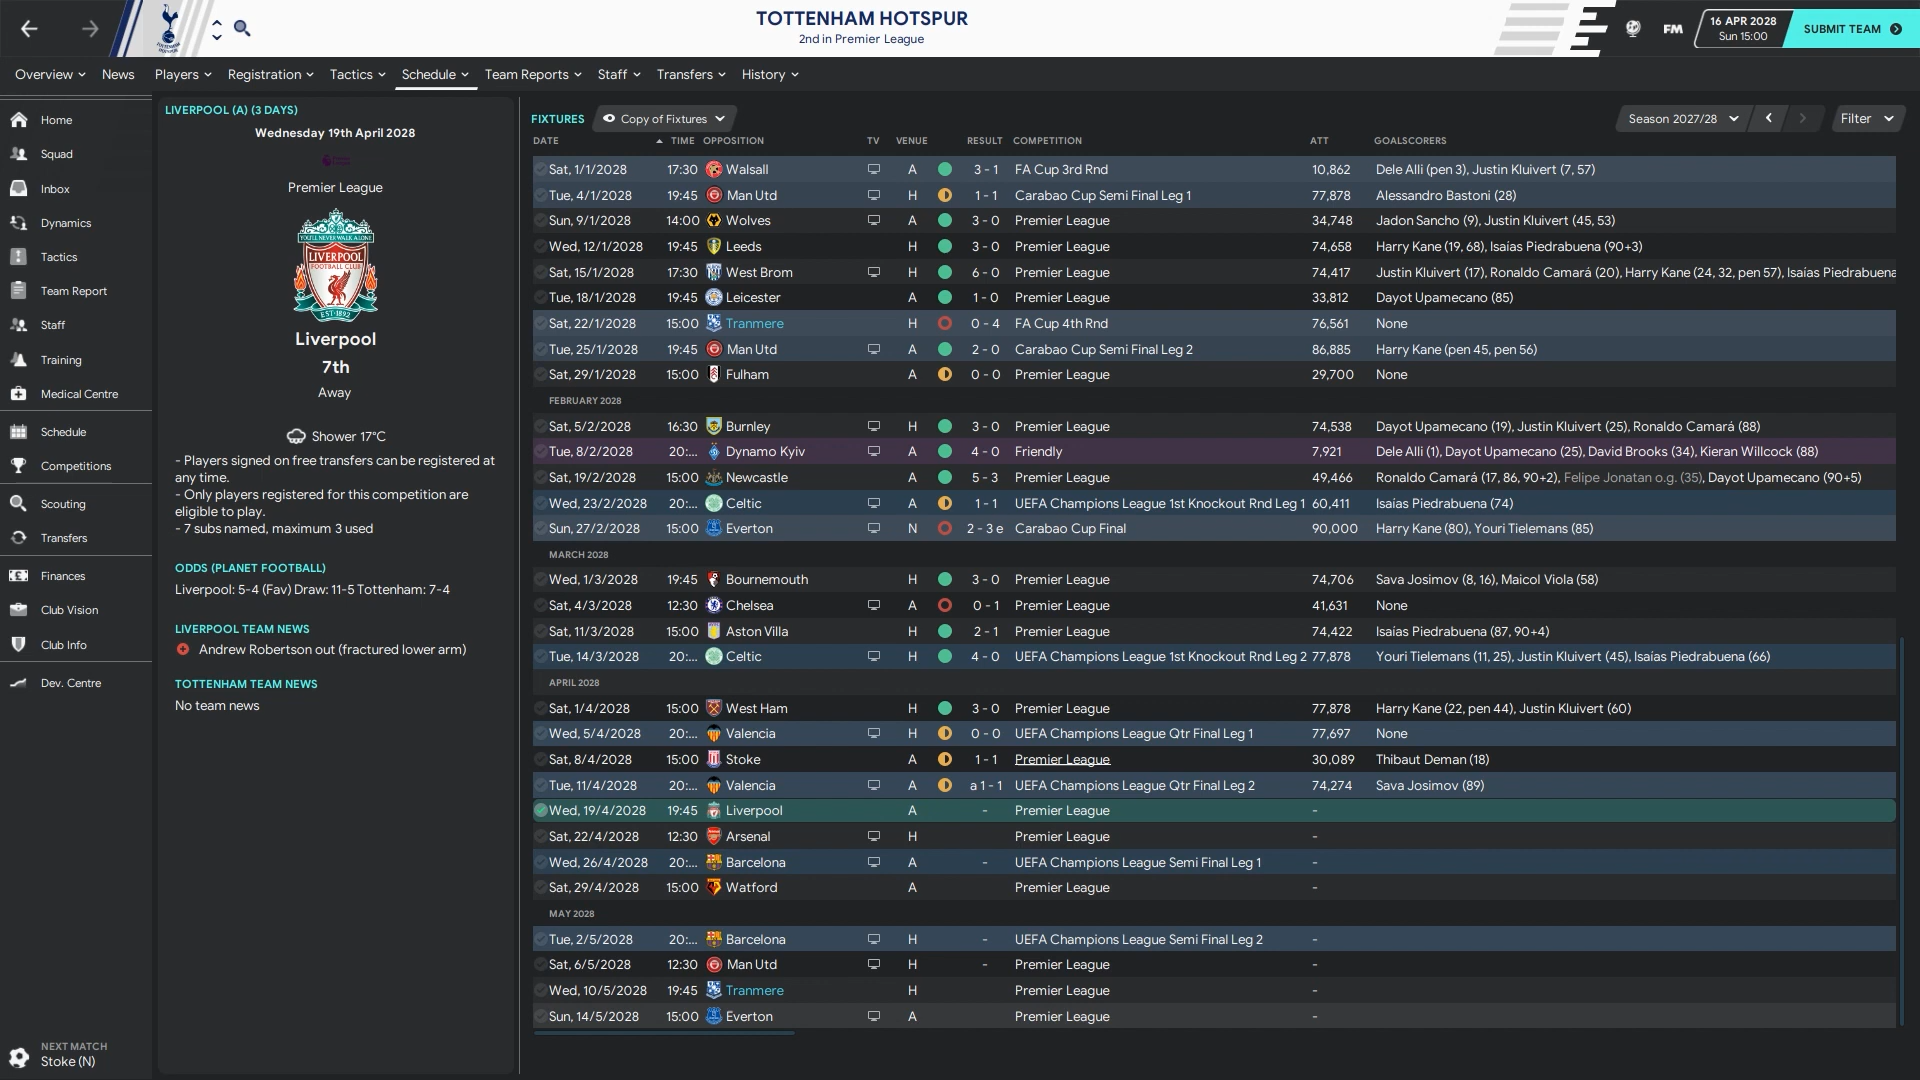 TOTTENHAM HOTSPUR
2nd in Premier League
FM
16 APR 2028
Sun 15:00
SUBMIT TEAM
Overview News Players Registration Tactics Schedule Team Reports Staff Transfers History
Home
Squad
Inbox
Dynamics
Tactics
Team Report
Staff
Training
Medical Centre
Schedule
Competitions
Scouting
Transfers
Finances
Club Vision
Club Info
Dev. Centre
NEXT MATCH
Stoke (N)
LIVERPOOL (A) (3 DAYS)
Wednesday 19th April 2028
Premier League
YOU'LL NEVER WALK ALONE
LIVERPOOL
FOOTBALL CLUB
EST·1892
Liverpool
7th
Away
Shower 17°C
- Players signed on free transfers can be registered at
any time.
- Only players registered for this competition are
eligible to play.
- 7 subs named, maximum 3 used
ODDS (PLANET FOOTBALL)
Liverpool: 5-4 (Fav) Draw: 11-5 Tottenham: 7-4
LIVERPOOL TEAM NEWS
Andrew Robertson out (fractured lower arm)
TOTTENHAM TEAM NEWS
No team news
FIXTURES Copy of Fixtures Season 2027/28 Filter
DATE TIME OPPOSITION TV VENUE RESULT COMPETITION ATT GOALSCORERS
Sat, 1/1/2028 17:30 Walsall A 3 - 1 FA Cup 3rd Rnd 10,862 Dele Alli (pen 3), Justin Kluivert (7, 57)
Tue, 4/1/2028 19:45 Man Utd H 1 - 1 Carabao Cup Semi Final Leg 1 77,878 Alessandro Bastoni (28)
Sun, 9/1/2028 14:00 Wolves A 3 - 0 Premier League 34,748 Jadon Sancho (9), Justin Kluivert (45, 53)
Wed, 12/1/2028 19:45 Leeds H 3 - 0 Premier League 74,658 Harry Kane (19, 68), Isaías Piedrabuena (90+3)
Sat, 15/1/2028 17:30 West Brom H 6 - 0 Premier League 74,417 Justin Kluivert (17), Ronaldo Camará (20), Harry Kane (24, 32, pen 57), Isaías Piedrabuena
Tue, 18/1/2028 19:45 Leicester A 1 - 0 Premier League 33,812 Dayot Upamecano (85)
Sat, 22/1/2028 15:00 Tranmere H 0 - 4 FA Cup 4th Rnd 76,561 None
Tue, 25/1/2028 19:45 Man Utd A 2 - 0 Carabao Cup Semi Final Leg 2 86,885 Harry Kane (pen 45, pen 56)
Sat, 29/1/2028 15:00 Fulham A 0 - 0 Premier League 29,700 None
FEBRUARY 2028
Sat, 5/2/2028 16:30 Burnley H 3 - 0 Premier League 74,538 Dayot Upamecano (19), Justin Kluivert (25), Ronaldo Camará (88)
Tue, 8/2/2028 20:... Dynamo Kyiv A 4 - 0 Friendly 7,921 Dele Alli (1), Dayot Upamecano (25), David Brooks (34), Kieran Willcock (88)
Sat, 19/2/2028 15:00 Newcastle A 5 - 3 Premier League 49,466 Ronaldo Camará (17, 86, 90+2), Felipe Jonatan o.g. (35), Dayot Upamecano (90+5)
Wed, 23/2/2028 20:... Celtic A 1 - 1 UEFA Champions League 1st Knockout Rnd Leg 1 60,411 Isaías Piedrabuena (74)
Sun, 27/2/2028 15:00 Everton N 2 - 3 e Carabao Cup Final 90,000 Harry Kane (80), Youri Tielemans (85)
MARCH 2028
Wed, 1/3/2028 19:45 Bournemouth H 3 - 0 Premier League 74,706 Sava Josimov (8, 16), Maicol Viola (58)
Sat, 4/3/2028 12:30 Chelsea A 0 - 1 Premier League 41,631 None
Sat, 11/3/2028 15:00 Aston Villa H 2 - 1 Premier League 74,422 Isaías Piedrabuena (87, 90+4)
Tue, 14/3/2028 20:... Celtic H 4 - 0 UEFA Champions League 1st Knockout Rnd Leg 2 77,878 Youri Tielemans (11, 25), Justin Kluivert (45), Isaías Piedrabuena (66)
APRIL 2028
Sat, 1/4/2028 15:00 West Ham H 3 - 0 Premier League 77,878 Harry Kane (22, pen 44), Justin Kluivert (60)
Wed, 5/4/2028 20:... Valencia H 0 - 0 UEFA Champions League Qtr Final Leg 1 77,697 None
Sat, 8/4/2028 15:00 Stoke A 1 - 1 Premier League 30,089 Thibaut Deman (18)
Tue, 11/4/2028 20:... Valencia A a 1 - 1 UEFA Champions League Qtr Final Leg 2 74,274 Sava Josimov (89)
Wed, 19/4/2028 19:45 Liverpool A - Premier League -
Sat, 22/4/2028 12:30 Arsenal H Premier League -
Wed, 26/4/2028 20:... Barcelona A - UEFA Champions League Semi Final Leg 1 -
Sat, 29/4/2028 15:00 Watford A Premier League -
MAY 2028
Tue, 2/5/2028 20:... Barcelona H - UEFA Champions League Semi Final Leg 2 -
Sat, 6/5/2028 12:30 Man Utd H - Premier League -
Wed, 10/5/2028 19:45 Tranmere H Premier League -
Sun, 14/5/2028 15:00 Everton A Premier League -